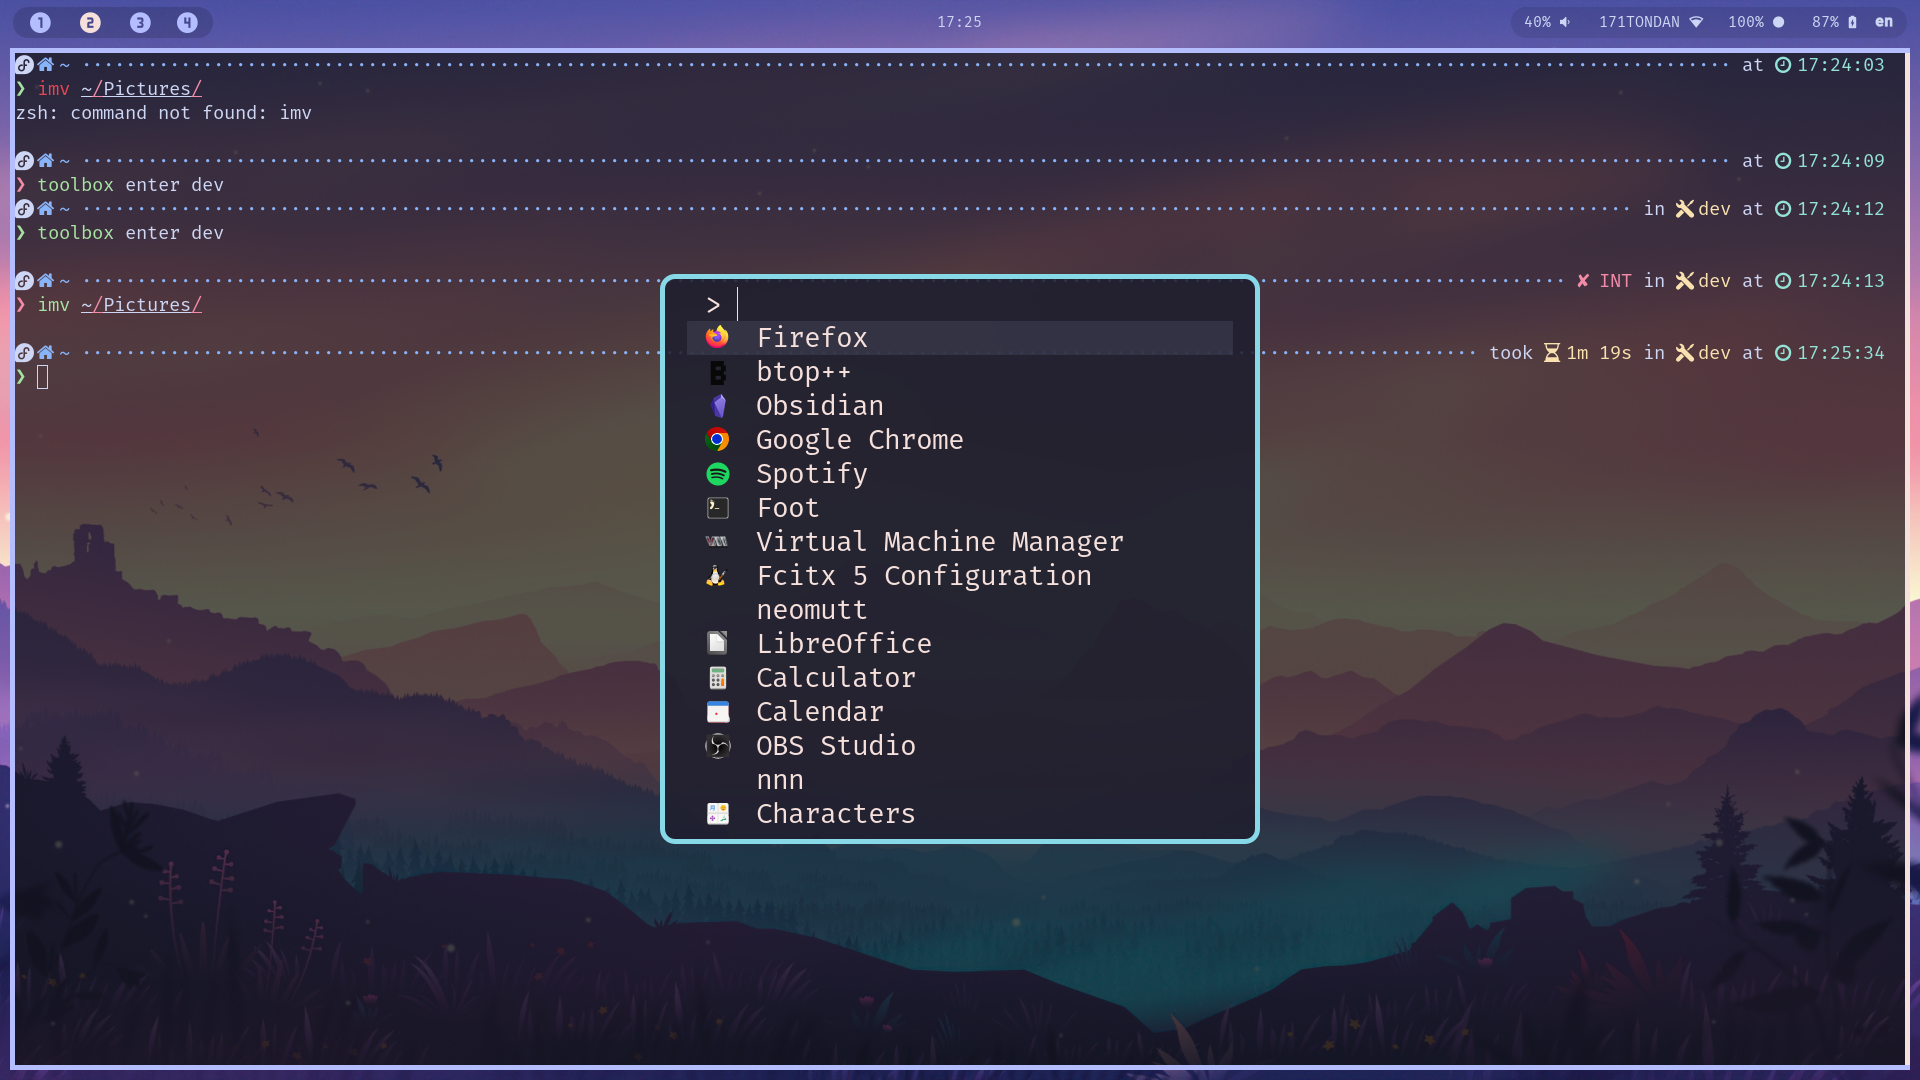 1 2 3 4 17:25 40% 171TONDAN 100% 87% en
~ at 17:24:03
❯ imv ~/Pictures/
zsh: command not found: imv
~ at 17:24:09
❯ toolbox enter dev
~ in dev at 17:24:12
❯ toolbox enter dev
~ ✘ INT in dev at 17:24:13
❯ imv ~/Pictures/
~ took 1m 19s in dev at 17:25:34
❯
>
Firefox
btop++
Obsidian
Google Chrome
Spotify
Foot
Virtual Machine Manager
Fcitx 5 Configuration
neomutt
LibreOffice
Calculator
Calendar
OBS Studio
nnn
Characters